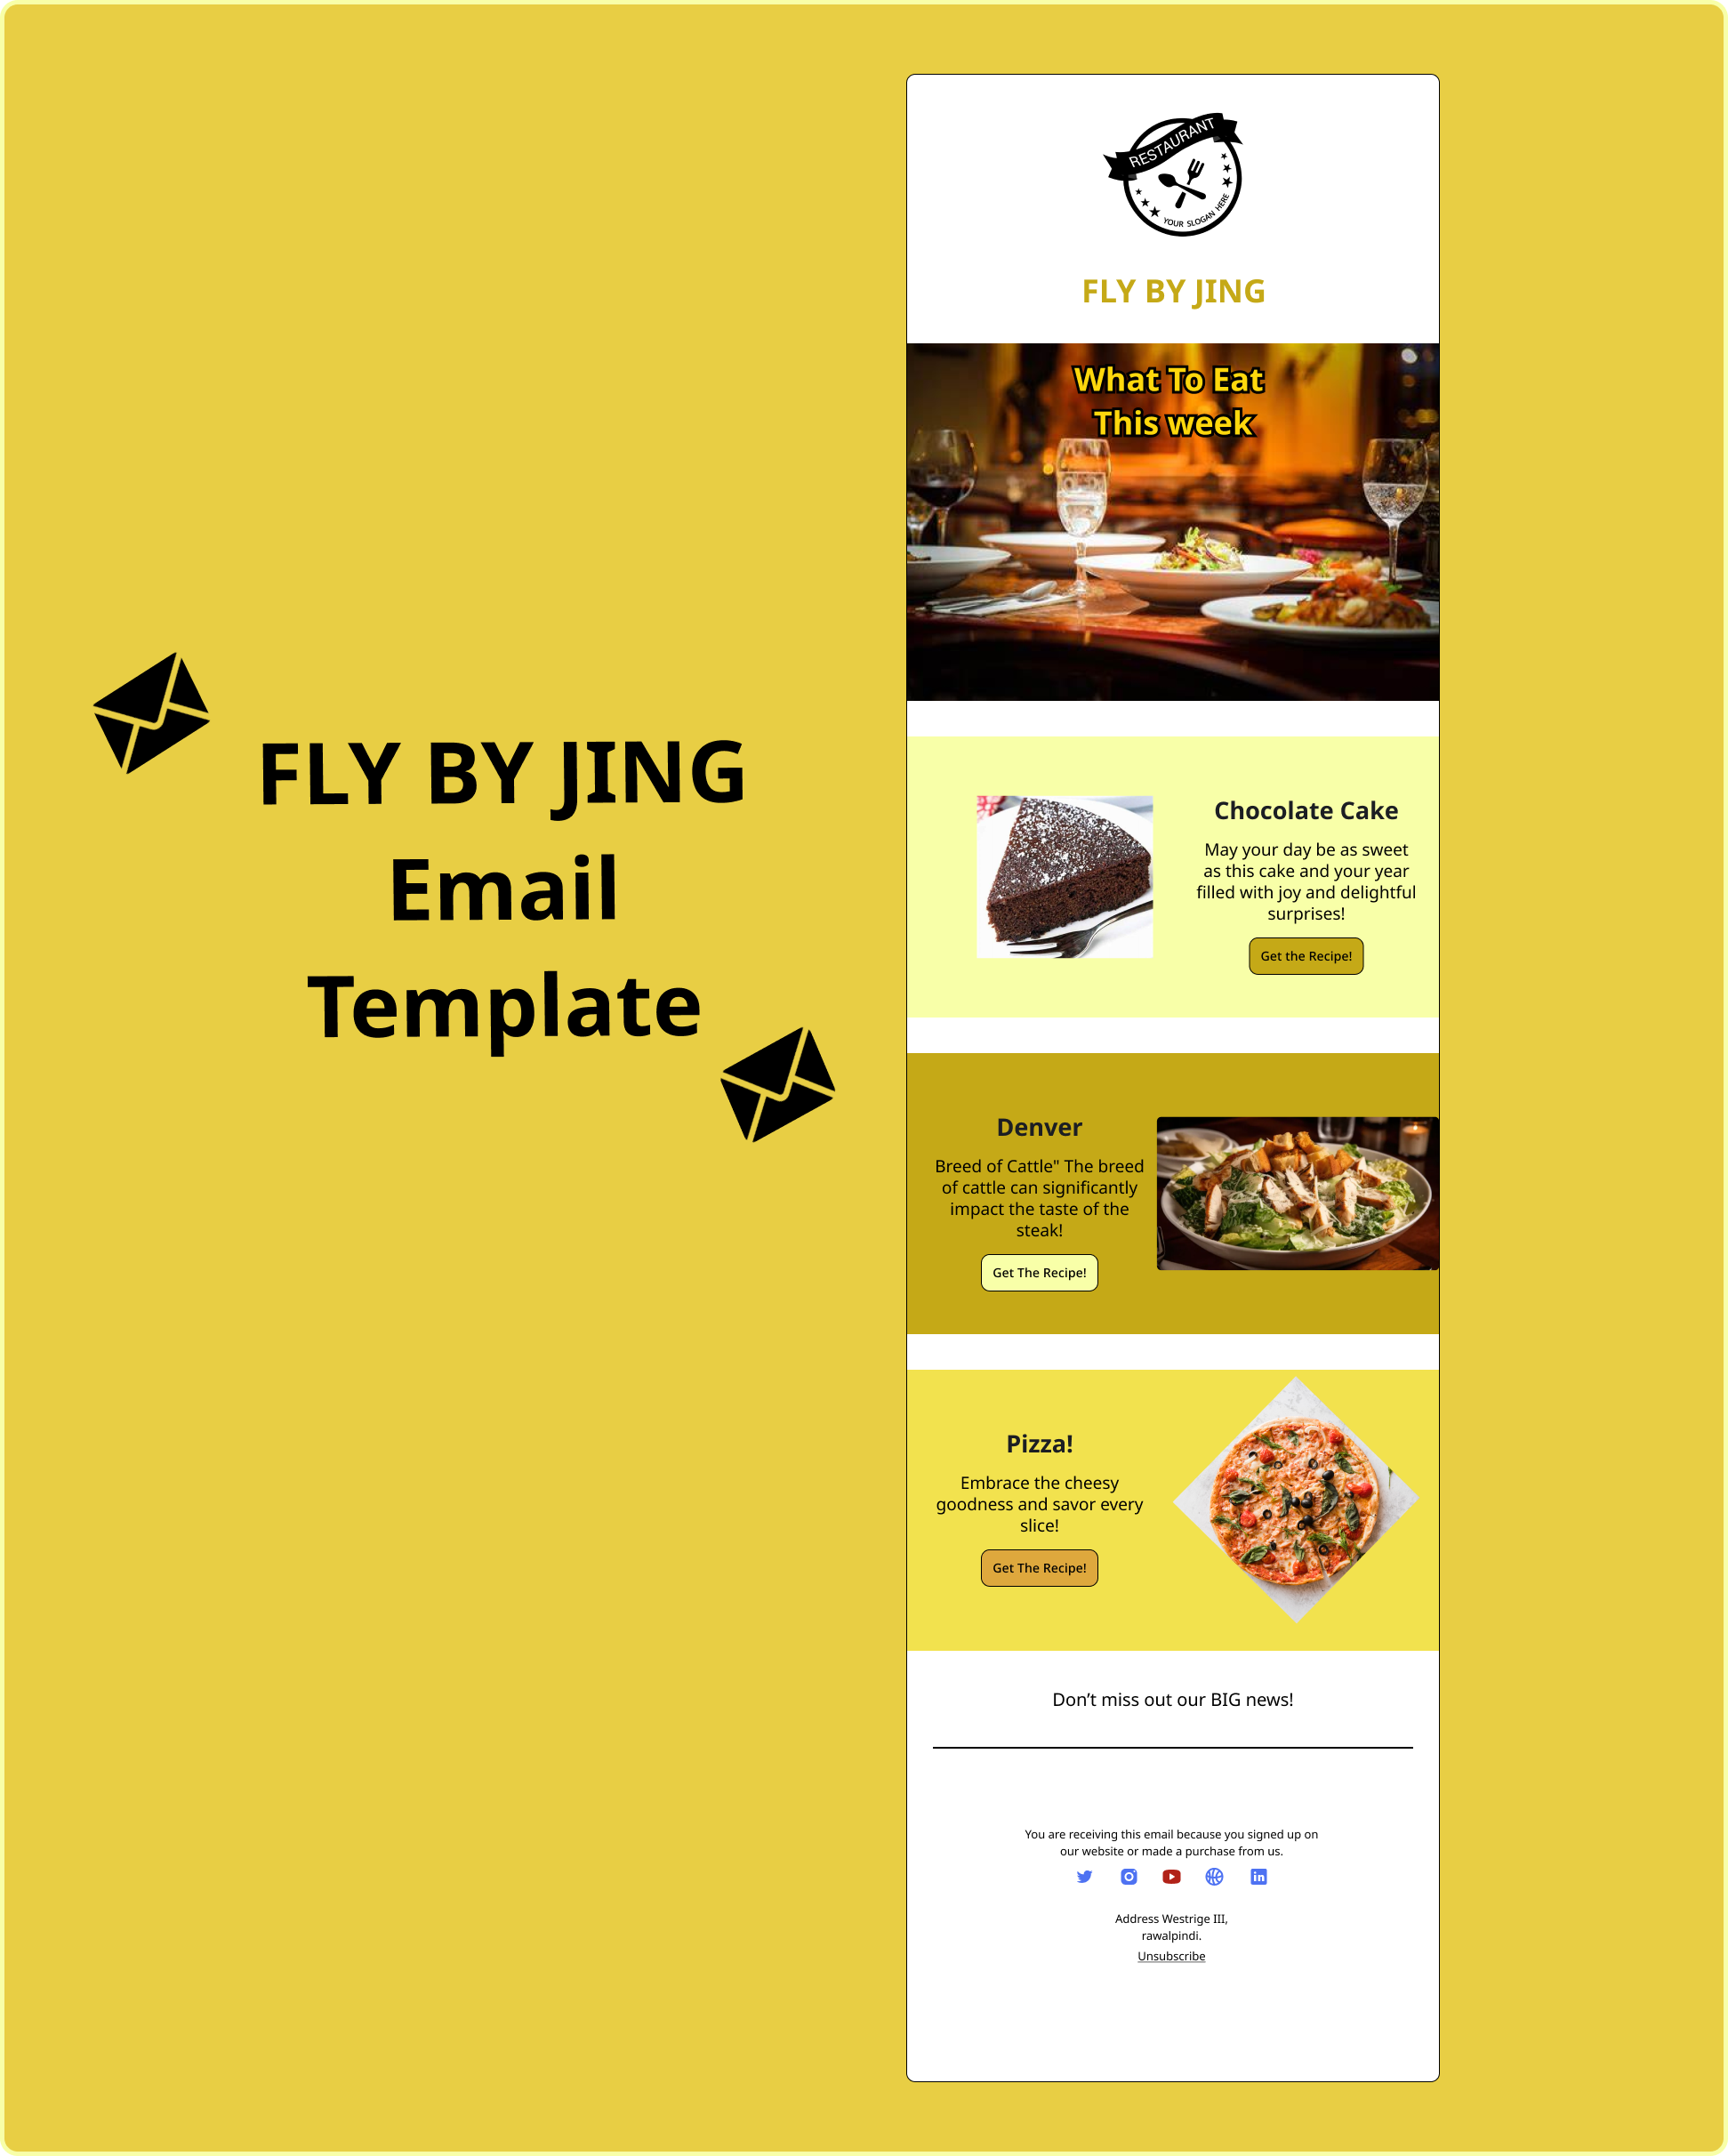 FLY BY JING
Email
Template
RESTAURANT
YOUR SLOGAN HERE
FLY BY JING
What To Eat
This week
Chocolate Cake
May your day be as sweet
as this cake and your year
filled with joy and delightful
surprises!
Get the Recipe!
Denver
Breed of Cattle" The breed
of cattle can significantly
impact the taste of the
steak!
Get The Recipe!
Pizza!
Embrace the cheesy
goodness and savor every
slice!
Get The Recipe!
Don’t miss out our BIG news!
You are receiving this email because you signed up on
our website or made a purchase from us.
Address Westrige III,
rawalpindi.
Unsubscribe